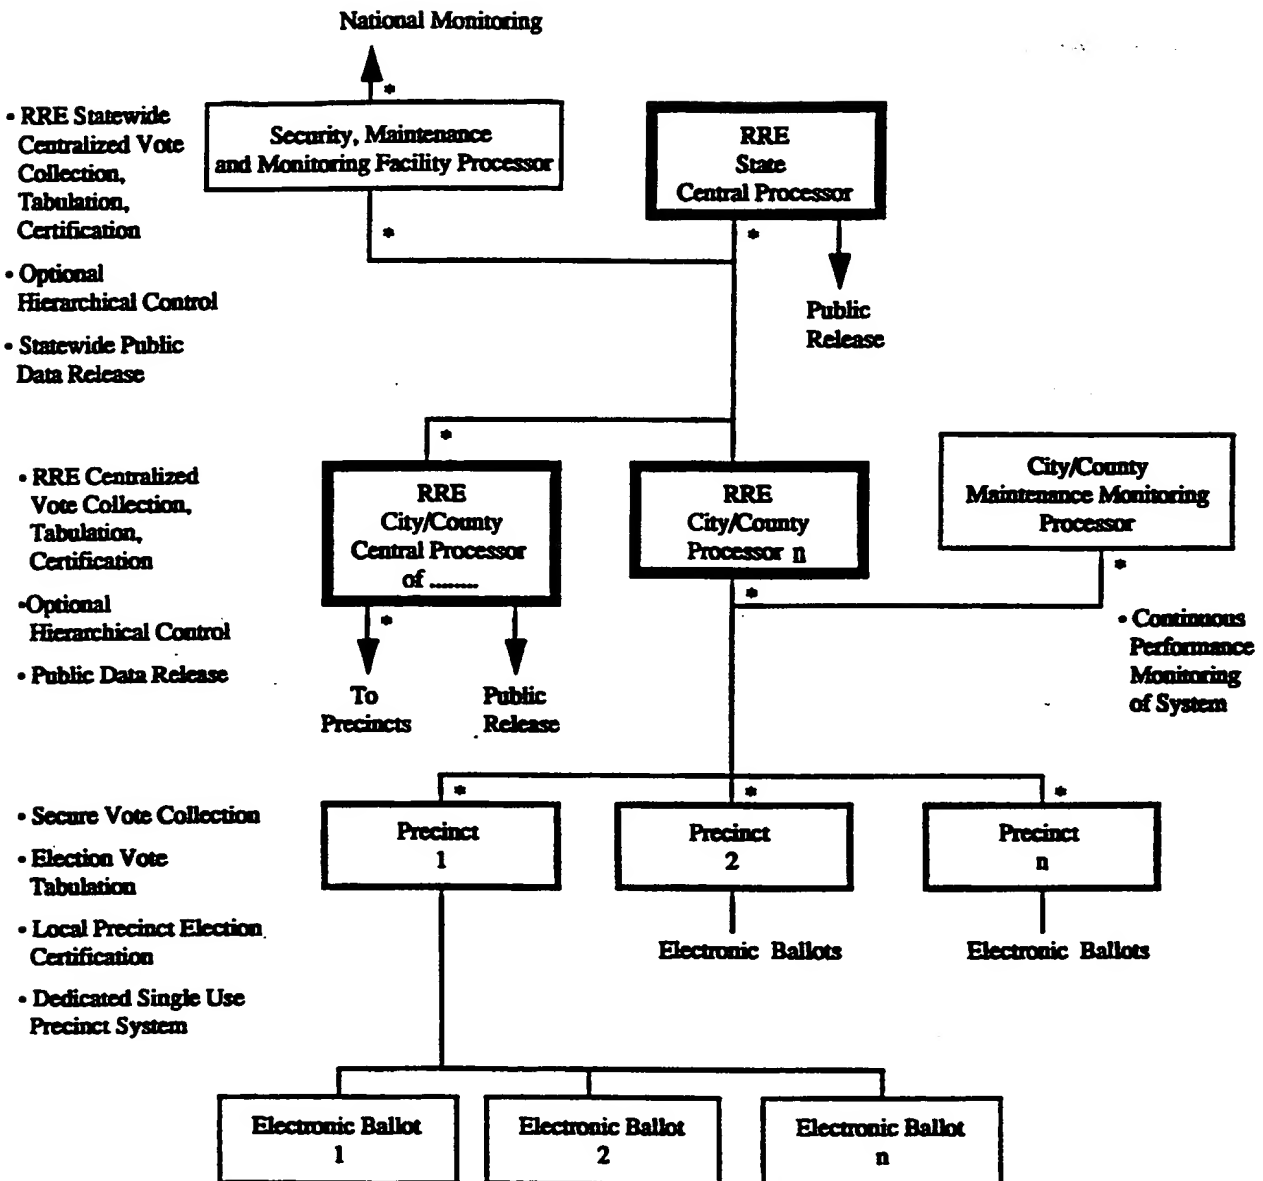 National Monitoring
*
• RRE Statewide
Centralized Vote
Collection,
Tabulation,
Certification
• Optional
Hierarchical Control
• Statewide Public
Data Release
Security, Maintenance
and Monitoring Facility Processor
*
RRE
State
Central Processor
*
Public
Release
*
• RRE Centralized
Vote Collection,
Tabulation,
Certification
•Optional
Hierarchical Control
• Public Data Release
RRE
City/County
Central Processor
of .........
*
To
Precincts
Public
Release
RRE
City/County
Processor n
*
City/County
Maintenance Monitoring
Processor
*
• Continuous
Performance
Monitoring
of System
• Secure Vote Collection
• Election Vote
Tabulation
• Local Precinct Election
Certification
• Dedicated Single Use
Precinct System
*
Precinct
1
*
Precinct
2
*
Precinct
n
Electronic Ballots
Electronic Ballots
Electronic Ballot
1
Electronic Ballot
2
Electronic Ballot
n